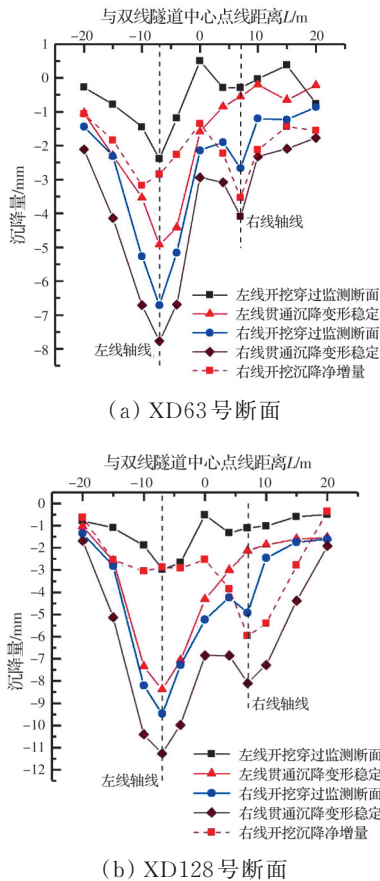 与双线隧道中心点线距离L/m
-20 -10 0 10 20
1
0
-1
-2
-3
-4
-5
-6
-7
-8
沉降量/mm
右线轴线
左线轴线
左线开挖穿过监测断面
左线贯通沉降变形稳定
右线开挖穿过监测断面
右线贯通沉降变形稳定
右线开挖沉降净增量
(a) XD63号断面
与双线隧道中心点线距离L/m
-20 -10 0 10 20
0
-1
-2
-3
-4
-5
-6
-7
-8
-9
-10
-11
-12
沉降量/mm
右线轴线
左线轴线
左线开挖穿过监测断面
左线贯通沉降变形稳定
右线开挖穿过监测断面
右线贯通沉降变形稳定
右线开挖沉降净增量
(b) XD128号断面